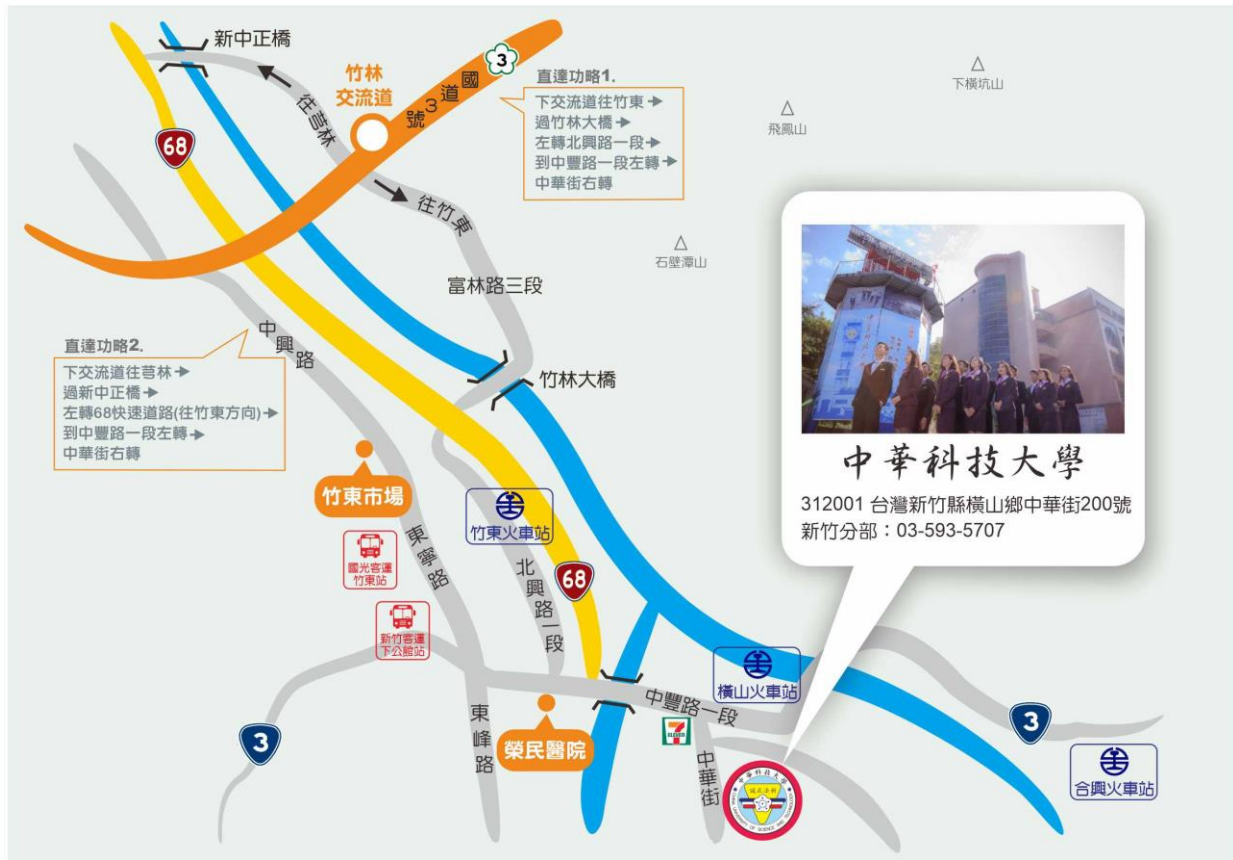 新中正橋
竹林
交流道
國道3號
3
往芎林
往竹東
68
直達功略1.
下交流道往竹東➔
過竹林大橋➔
左轉北興路一段➔
到中豐路一段左轉➔
中華街右轉
下橫坑山
飛鳳山
石壁潭山
富林路三段
竹林大橋
中興路
直達功略2.
下交流道往芎林➔
過新中正橋➔
左轉68快速道路(往竹東方向)➔
到中豐路一段左轉➔
中華街右轉
中華科技大學
312001 台灣新竹縣橫山鄉中華街200號
新竹分部：03-593-5707
竹東市場
竹東火車站
東寧路
國光客運
竹東站
北興路一段
68
新竹客運
下公館站
橫山火車站
中豐路一段
7
ELEVEN
3
東峰路
榮民醫院
中華街
中華科技大學
3
合興火車站